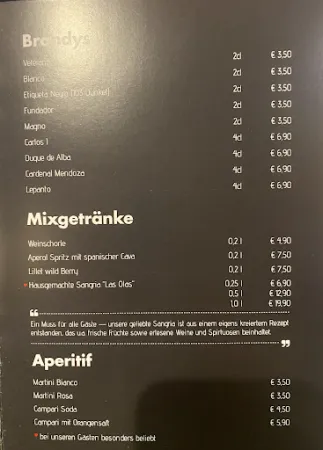 Brandys
Veterano 2cl € 3,50
Blanco 2cl € 3,50
Etiqueta Negra 2cl € 3,50
Fundador 2cl € 3,50
Magno 2cl € 3,50
Carlos 1 4cl € 6,90
Duque de Alba 4cl € 6,90
Cardenal Mendoza 4cl € 6,90
Lepanto 4cl € 6,90
Mixgetränke
Weinschorle 0,2 l € 4,90
Aperol Spritz mit spanischer Cava 0,2 l € 7,50
Lillet wild Berry 0,2 l € 7,50
* Hausgemachte Sangria "Las Olas" 0,25 l € 6,90
0,5 l € 12,90
1,0 l € 19,90
Ein Muss für alle Gäste — unsere geliebte Sangria ist aus einem eigens kreiertem Rezept
entstanden, das u.a. frische Früchte sowie erlesene Weine und Spirituosen beinhaltet.
Aperitif
Martini Bianco € 3,50
Martini Rosa € 3,50
Campari Soda € 4,50
Campari mit Orangensaft € 5,90
* bei unseren Gästen besonders beliebt